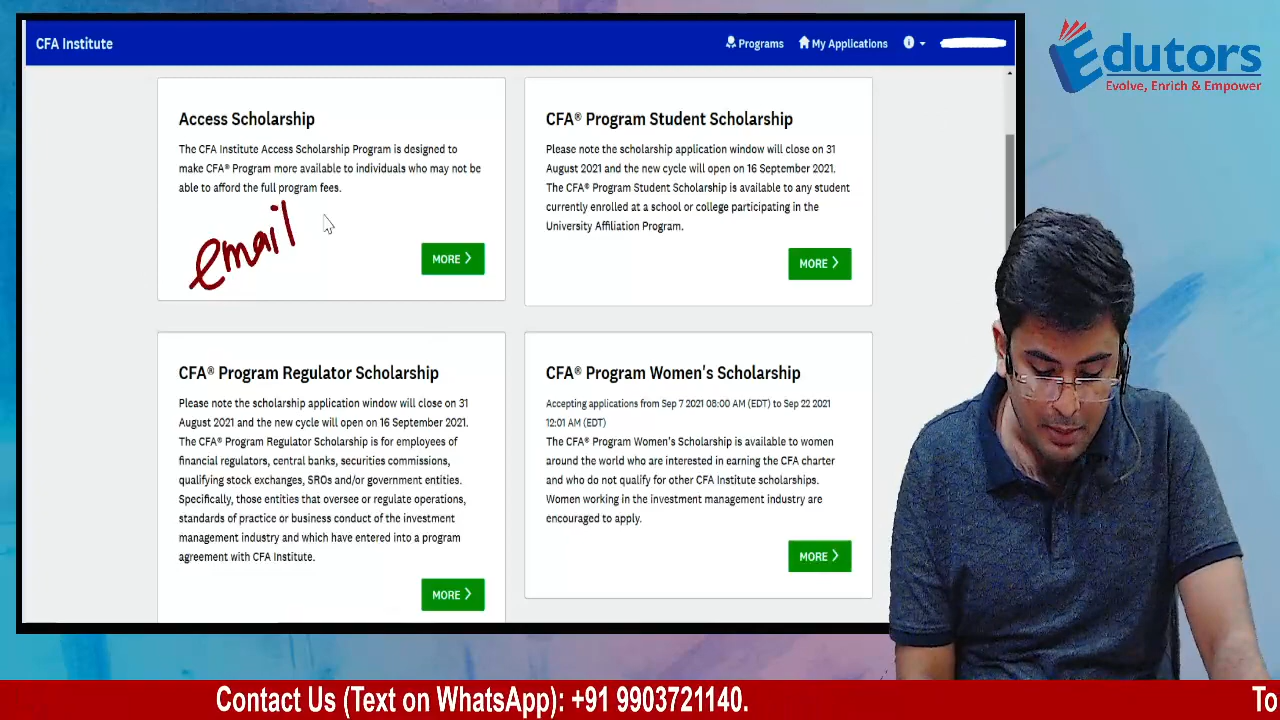 CFA Institute
Programs
My Applications
Edutors
Evolve, Enrich & Empower
Access Scholarship
The CFA Institute Access Scholarship Program is designed to
make CFA® Program more available to individuals who may not be
able to afford the full program fees.
email
MORE
CFA® Program Student Scholarship
Please note the scholarship application window will close on 31
August 2021 and the new cycle will open on 16 September 2021.
The CFA® Program Student Scholarship is available to any student
currently enrolled at a school or college participating in the
University Affiliation Program.
MORE
CFA® Program Regulator Scholarship
Please note the scholarship application window will close on 31
August 2021 and the new cycle will open on 16 September 2021.
The CFA® Program Regulator Scholarship is for employees of
financial regulators, central banks, securities commissions,
qualifying stock exchanges, SROs and/or government entities.
Specifically, those entities that oversee or regulate operations,
standards of practice or business conduct of the investment
management industry and which have entered into a program
agreement with CFA Institute.
MORE
CFA® Program Women's Scholarship
Accepting applications from Sep 7 2021 08:00 AM (EDT) to Sep 22 2021
12:01 AM (EDT)
The CFA® Program Women's Scholarship is available to women
around the world who are interested in earning the CFA charter
and who do not qualify for other CFA Institute scholarships.
Women working in the investment management industry are
encouraged to apply.
MORE
Contact Us (Text on WhatsApp): +91 9903721140.
To